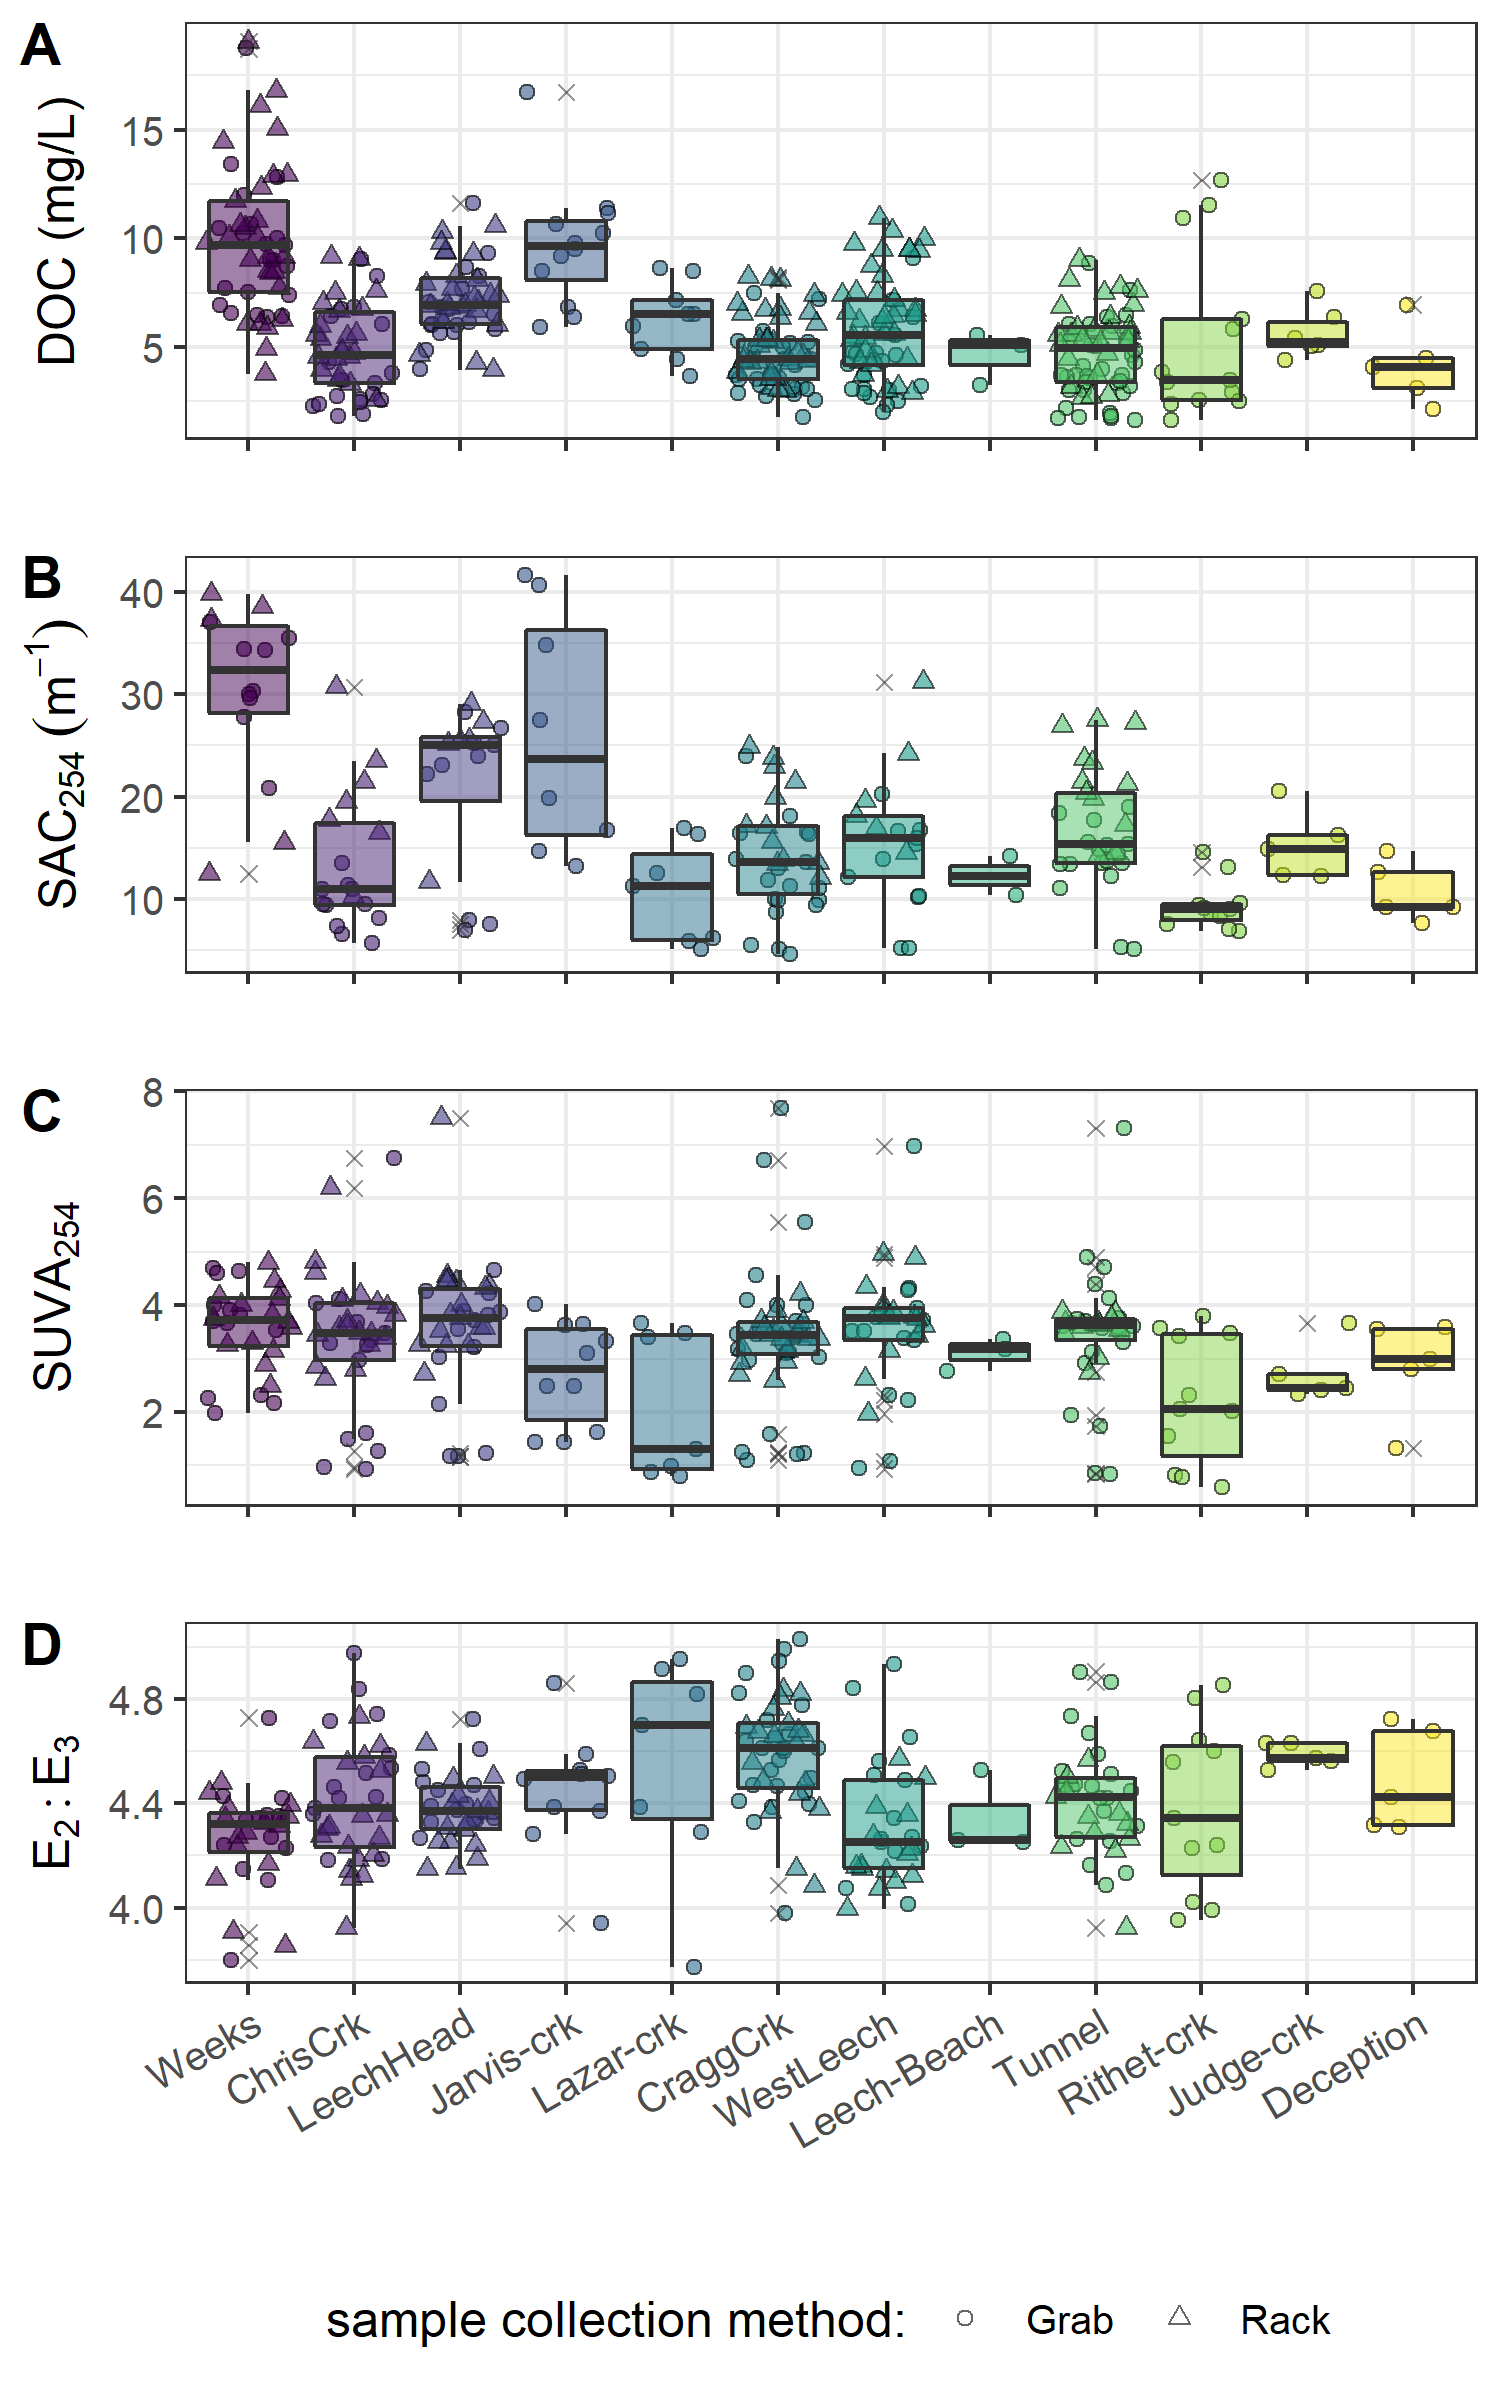 A
DOC (mg/L)
15
10
5
B
SAC₂₅₄ (m⁻¹)
40
30
20
10
C
SUVA₂₅₄
8
6
4
2
D
E₂ : E₃
4.8
4.4
4.0
Weeks
ChrisCrk
LeechHead
Jarvis-crk
Lazar-crk
CraggCrk
WestLeech
Leech-Beach
Tunnel
Rithet-crk
Judge-crk
Deception
sample collection method: Grab Rack